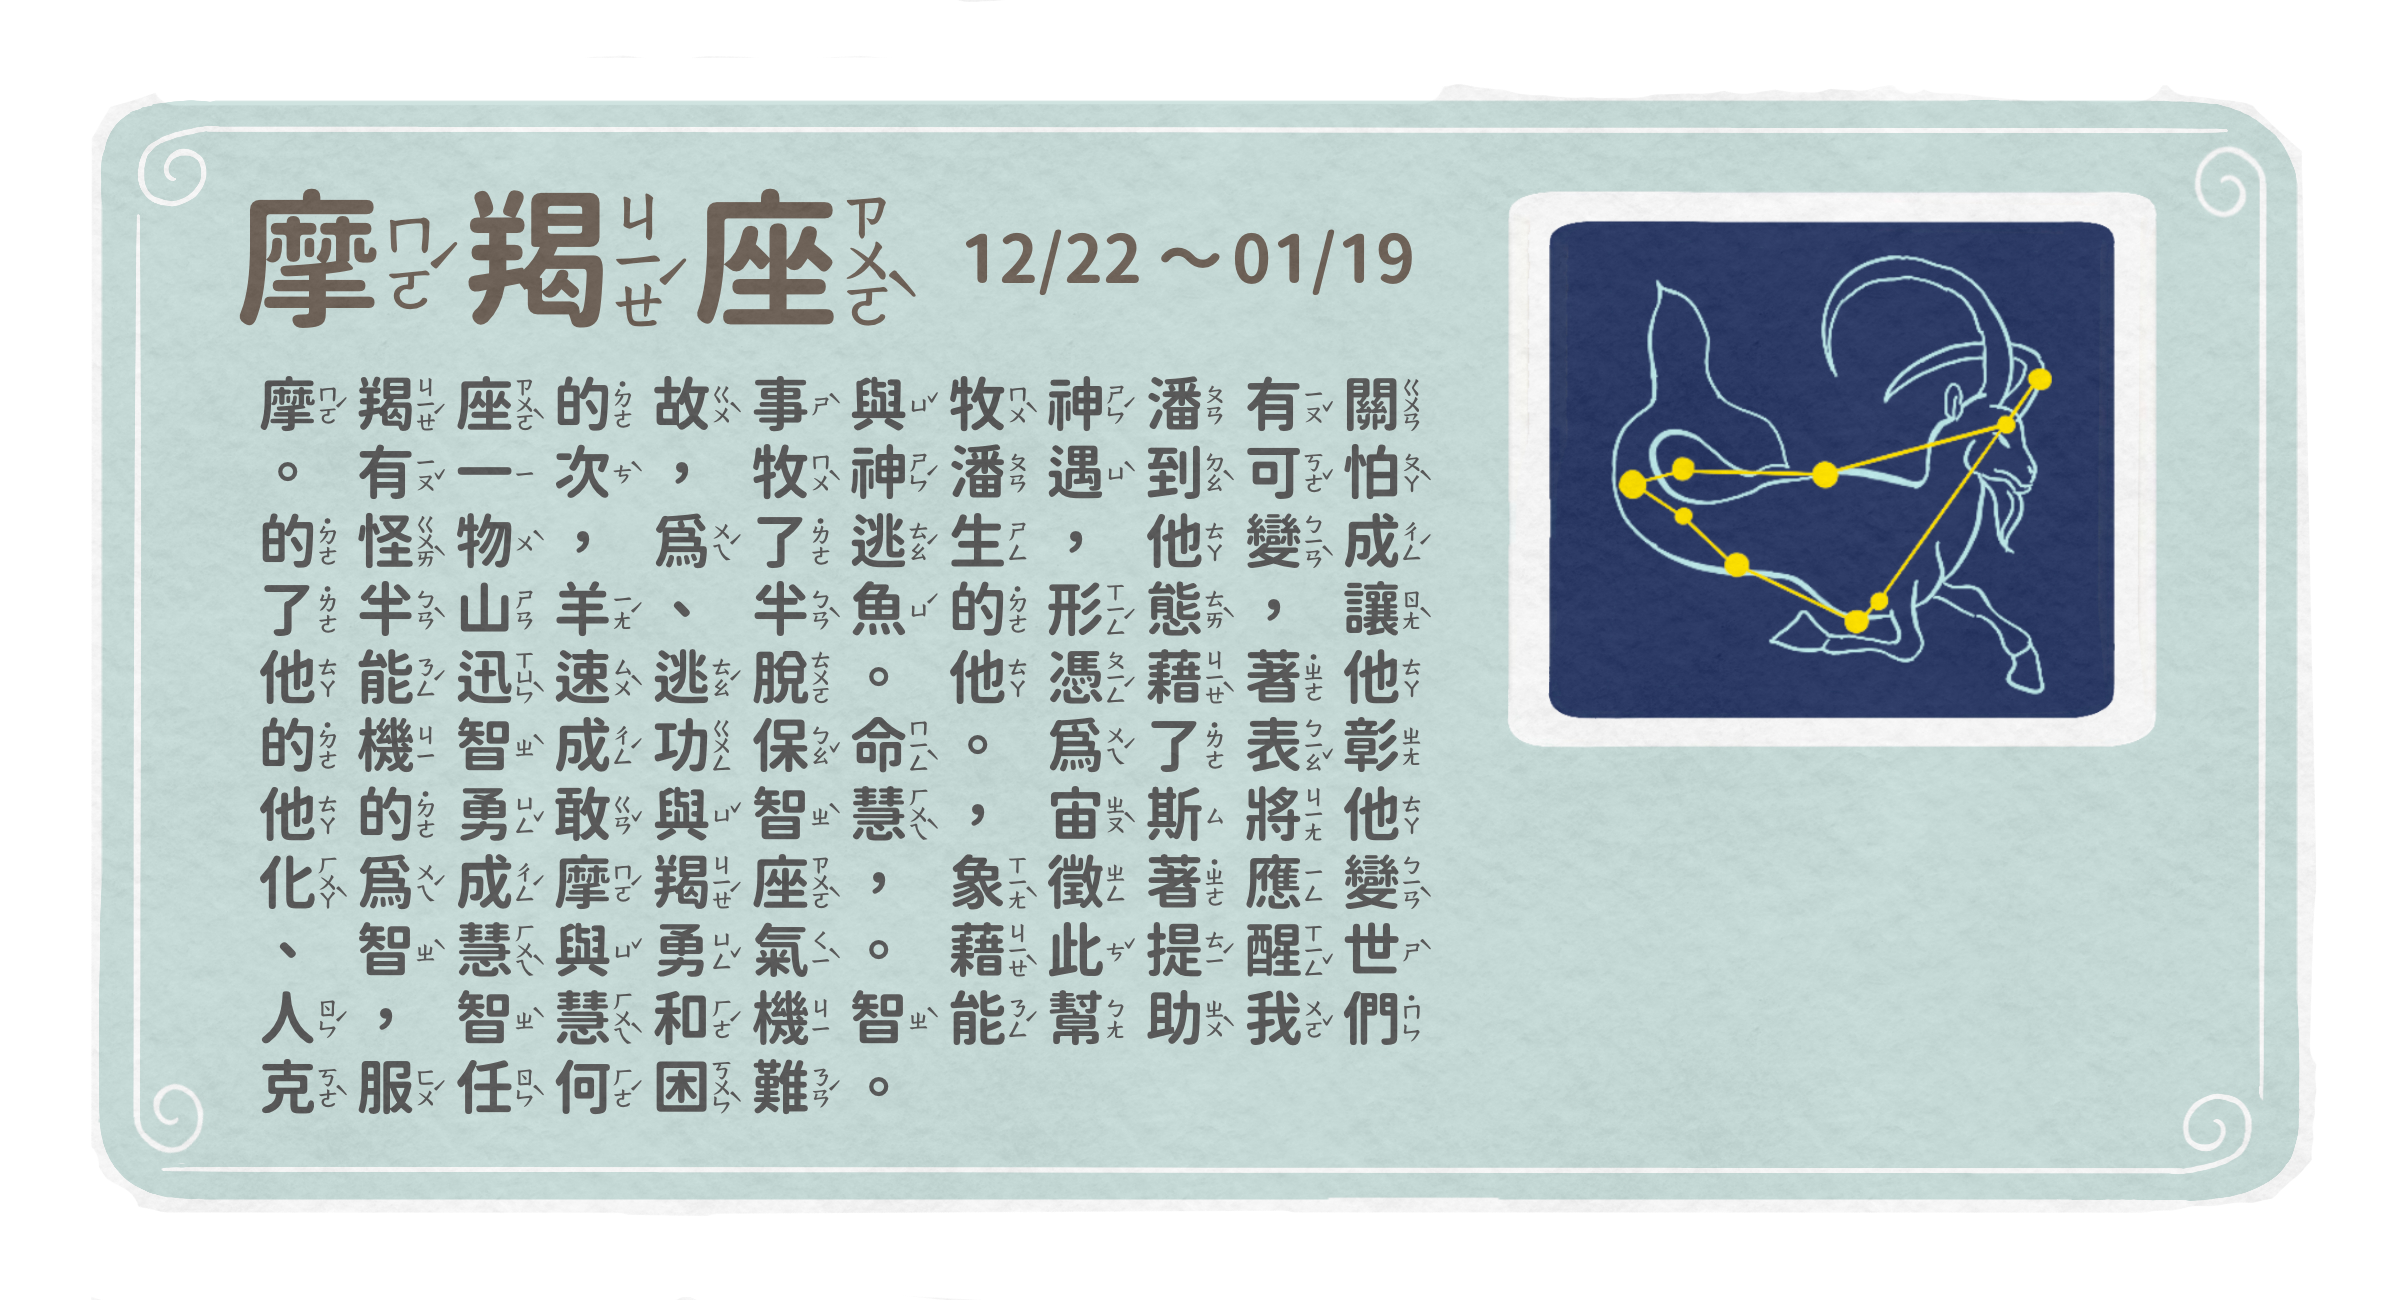 摩羯座 12/22～01/19
摩羯座的故事與牧神潘有關
。有一次，牧神潘遇到可怕
的怪物，為了逃生，他變成
了半山羊、半魚的形態，讓
他能迅速逃脫。他憑藉著他
的機智成功保命。為了表彰
他的勇敢與智慧，宙斯將他
化為成摩羯座，象徵著應變
、智慧與勇氣。藉此提醒世
人，智慧和機智能幫助我們
克服任何困難。